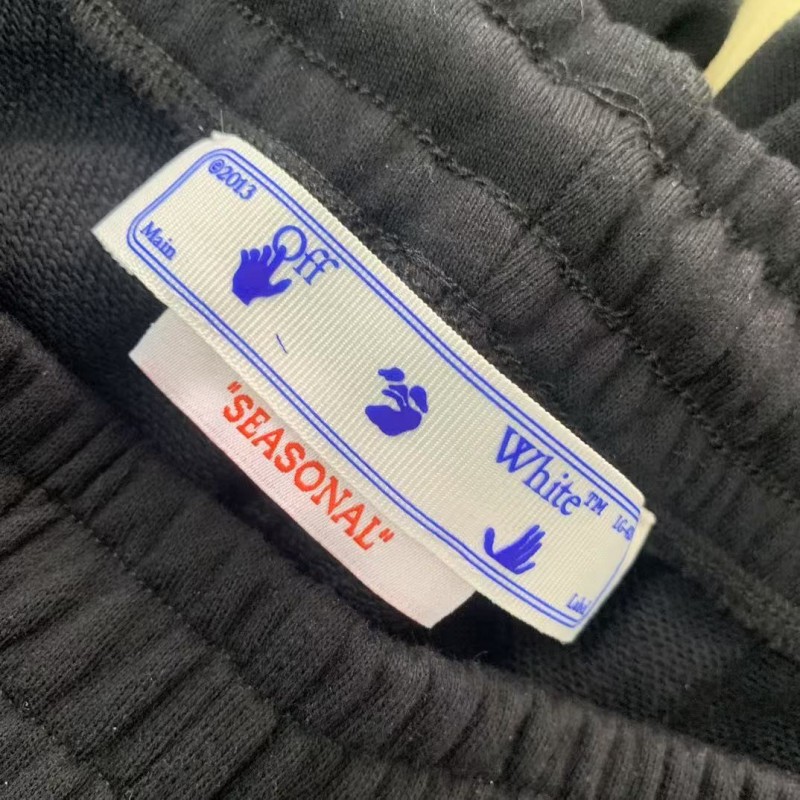 ©2013
Main
Off
–
White™
"SEASONAL"